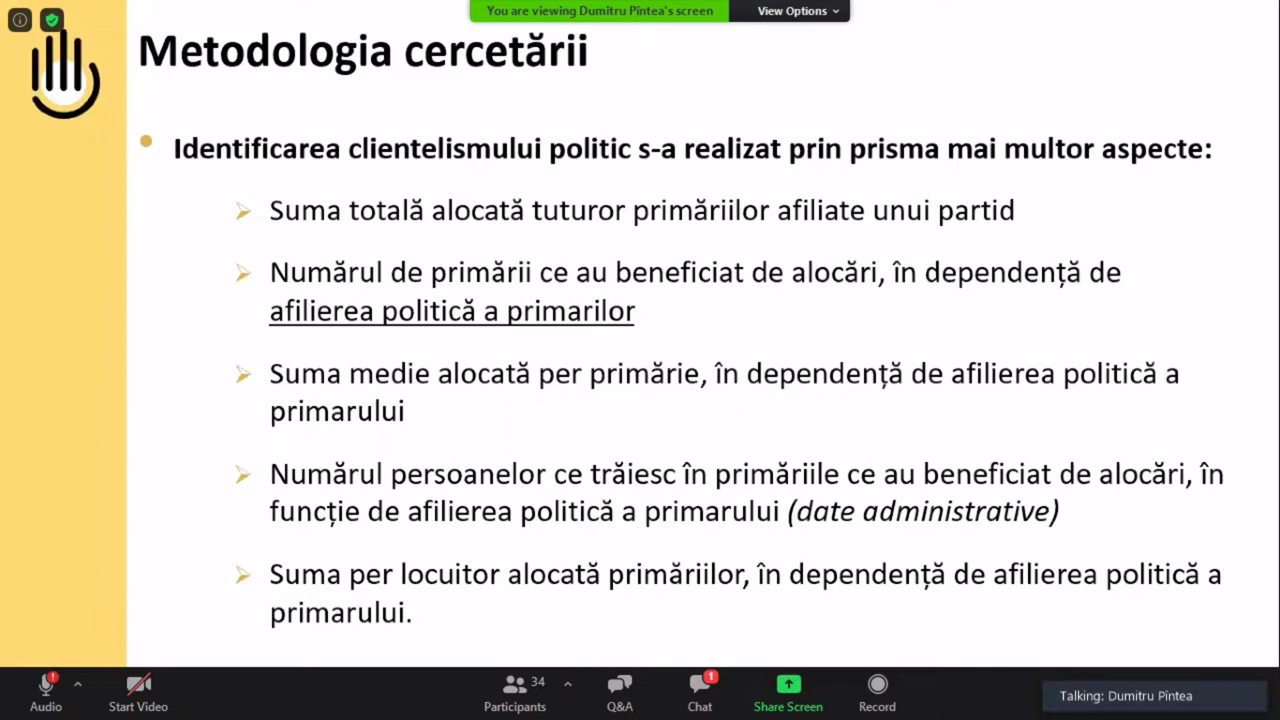 You are viewing Dumitru Pîntea's screen
View Options
Metodologia cercetării
Identificarea clientelismului politic s-a realizat prin prisma mai multor aspecte:
Suma totală alocată tuturor primăriilor afiliate unui partid
Numărul de primării ce au beneficiat de alocări, în dependență de
afilierea politică a primarilor
Suma medie alocată per primărie, în dependență de afilierea politică a
primarului
Numărul persoanelor ce trăiesc în primăriile ce au beneficiat de alocări, în
funcție de afilierea politică a primarului (date administrative)
Suma per locuitor alocată primăriilor, în dependență de afilierea politică a
primarului.
Audio
Start Video
34
Participants
Q&A
1
Chat
Share Screen
Record
Talking: Dumitru Pîntea